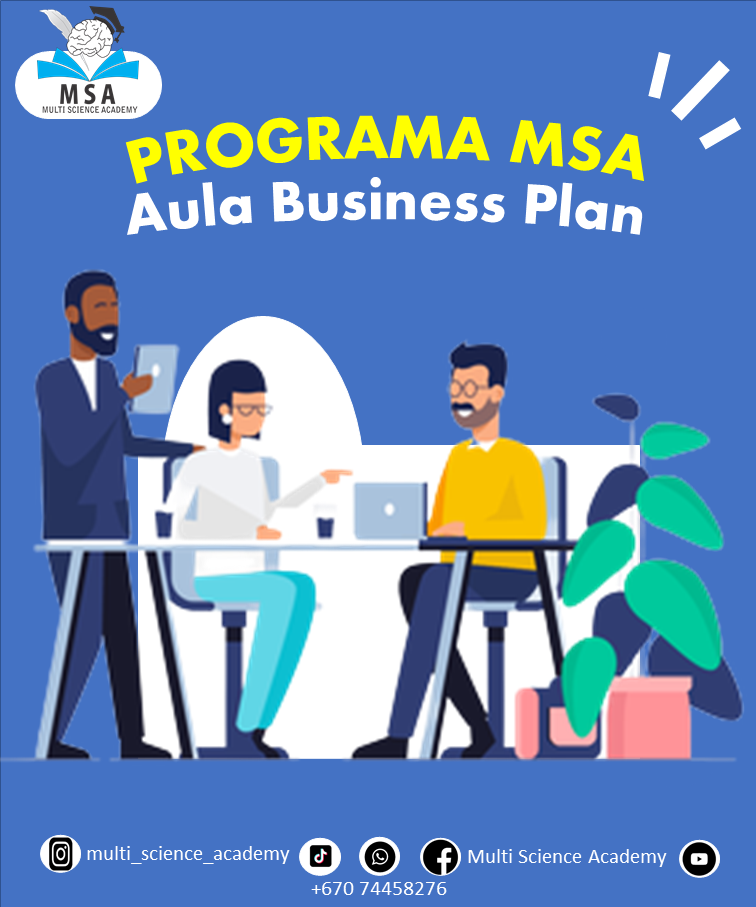 MSA
MULTI SCIENCE ACADEMY
PROGRAMA MSA
Aula Business Plan
multi_science_academy
Multi Science Academy
+670 74458276